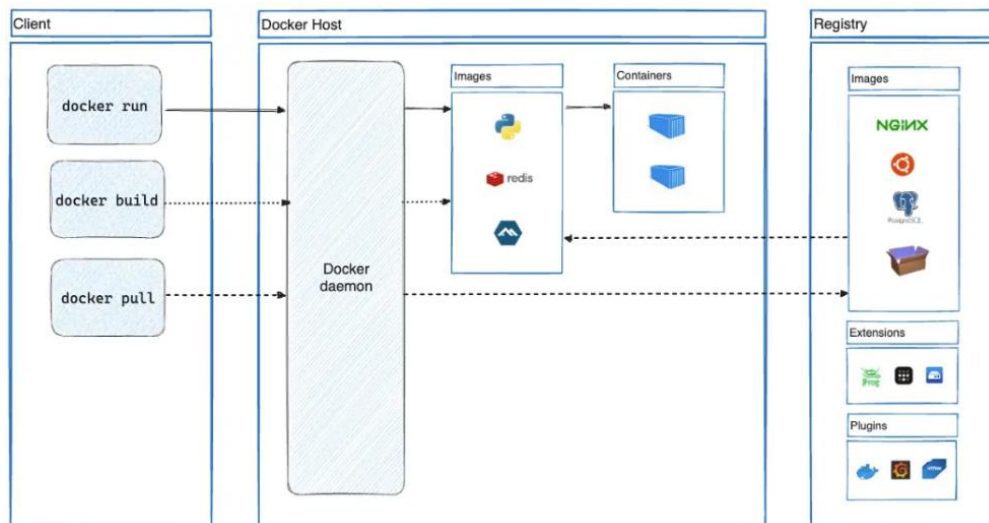 Client
docker run
docker build
docker pull
Docker Host
Docker
daemon
Images
redis
Containers
Registry
Images
NGINX
PostgreSQL
Extensions
JFrog
Plugins